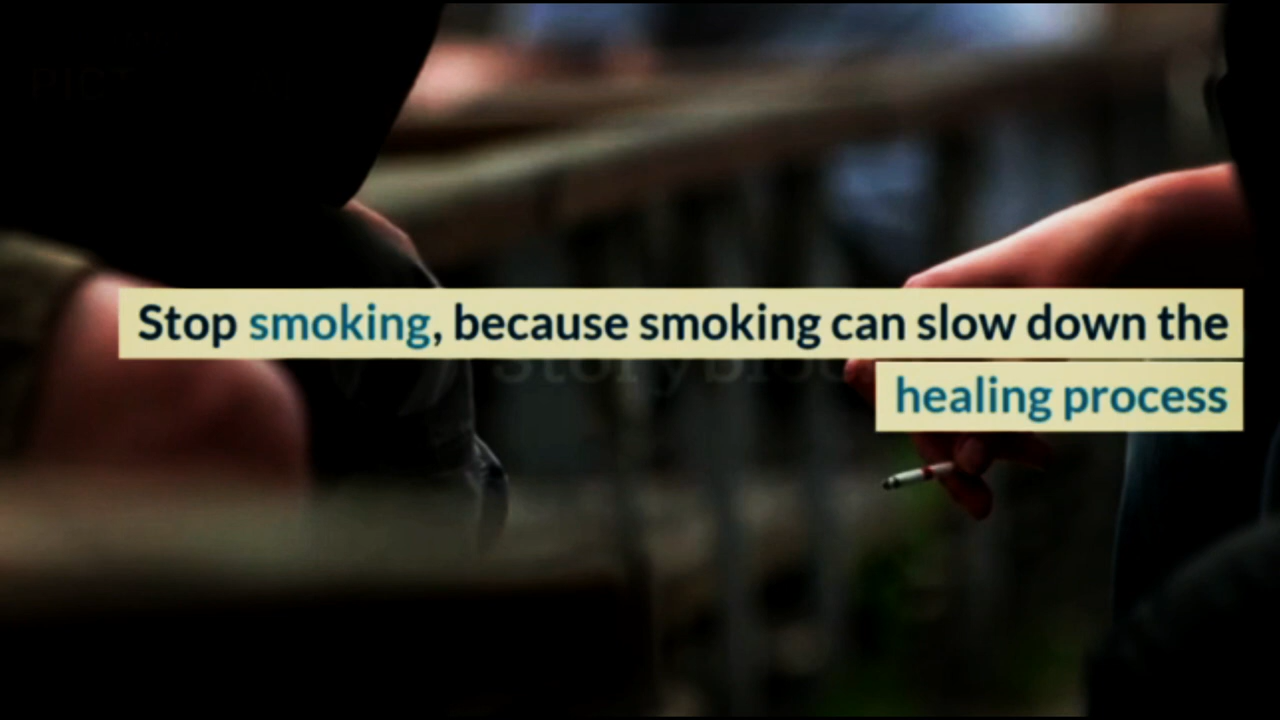 Stop smoking, because smoking can slow down the
healing process